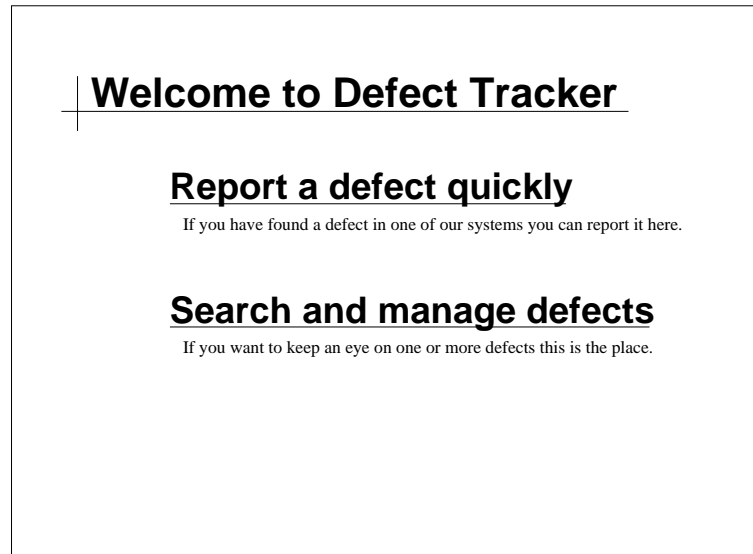 Welcome to Defect Tracker
Report a defect quickly
If you have found a defect in one of our systems you can report it here.
Search and manage defects
If you want to keep an eye on one or more defects this is the place.